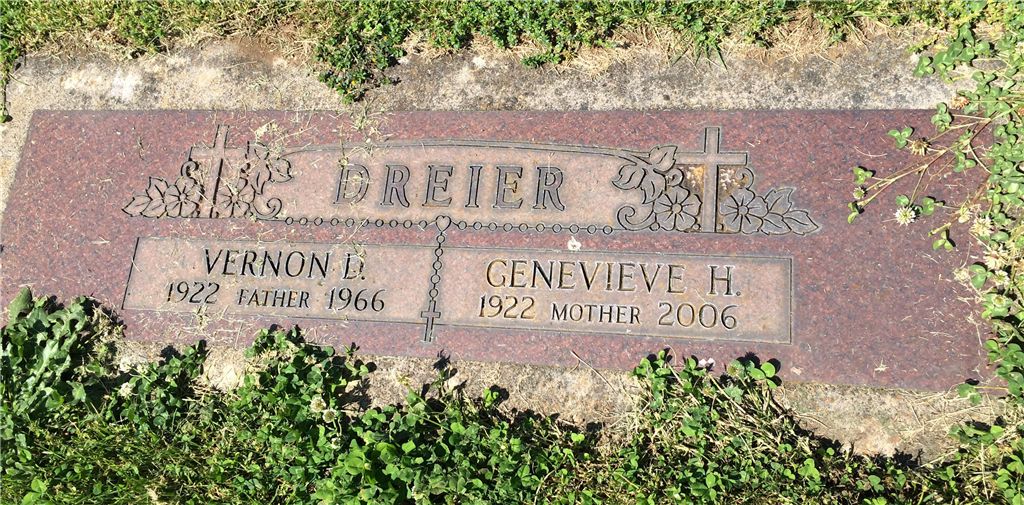 DREIER
VERNON D.
1922 FATHER 1966
GENEVIEVE H.
1922 MOTHER 2006